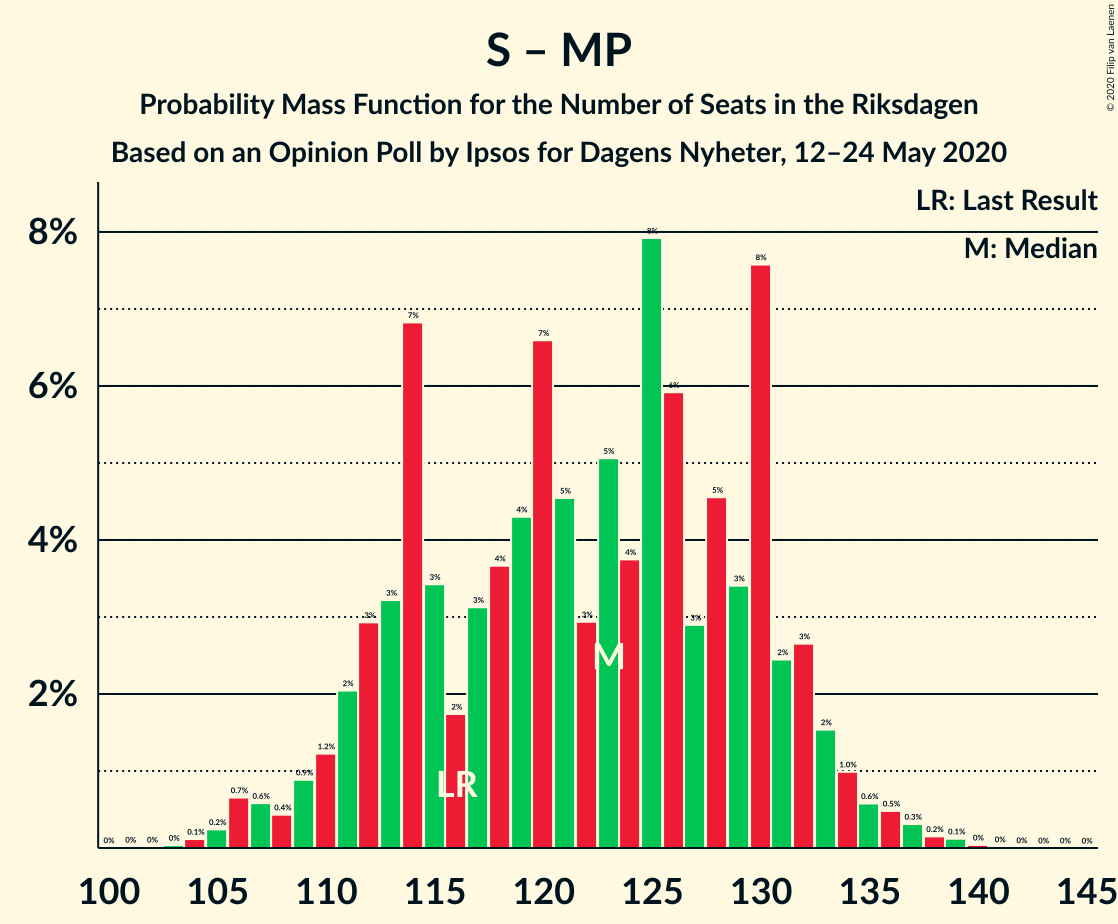 S – MP
Probability Mass Function for the Number of Seats in the Riksdagen
Based on an Opinion Poll by Ipsos for Dagens Nyheter, 12–24 May 2020
© 2020 Filip van Laenen
LR: Last Result
M: Median
8%
6%
4%
2%
0% 0% 0% 0% 0.1% 0.2% 0.7% 0.6% 0.4% 0.9% 1.2% 2% 3% 3% 7% 3% 2% 3% 4% 4% 7% 5% 3% 5% 4% 8% 6% 3% 5% 3% 8% 2% 3% 2% 1.0% 0.6% 0.5% 0.3% 0.2% 0.1% 0% 0% 0% 0% 0% 0%
M
LR
100 105 110 115 120 125 130 135 140 145